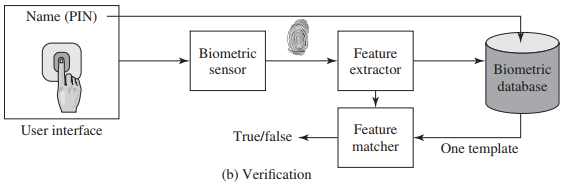 Name (PIN)
Biometric
sensor
Feature
extractor
Biometric
database
User interface
True/false
Feature
matcher
One template
(b) Verification